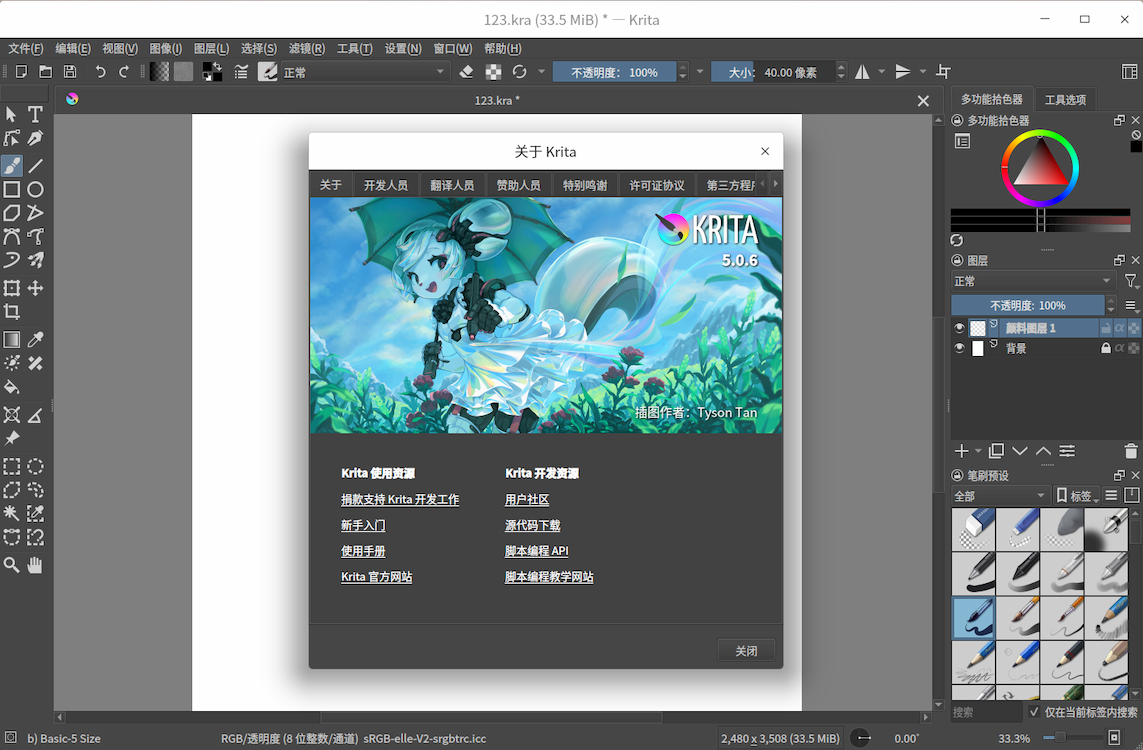 123.kra (33.5 MiB) * — Krita
文件(F) 编辑(E) 视图(V) 图像(I) 图层(L) 选择(S) 滤镜(R) 工具(T) 设置(N) 窗口(W) 帮助(H)
正常 不透明度： 100% 大小： 40.00 像素
123.kra *
多功能拾色器 工具选项
多功能拾色器
关于 Krita
关于 开发人员 翻译人员 赞助人员 特别鸣谢 许可证协议 第三方程序
KRITA
5.0.6
插图作者：Tyson Tan
Krita 使用资源
捐款支持 Krita 开发工作
新手入门
使用手册
Krita 官方网站
Krita 开发资源
用户社区
源代码下载
脚本编程 API
脚本编程教学网站
关闭
图层
正常
不透明度: 100%
颜料图层 1
背景
笔刷预设
全部 标签
搜索 仅在当前标签内搜索
b) Basic-5 Size RGB/透明度 (8 位整数/通道) sRGB-elle-V2-srgbtrc.icc 2,480 x 3,508 (33.5 MiB) 0.00° 33.3%